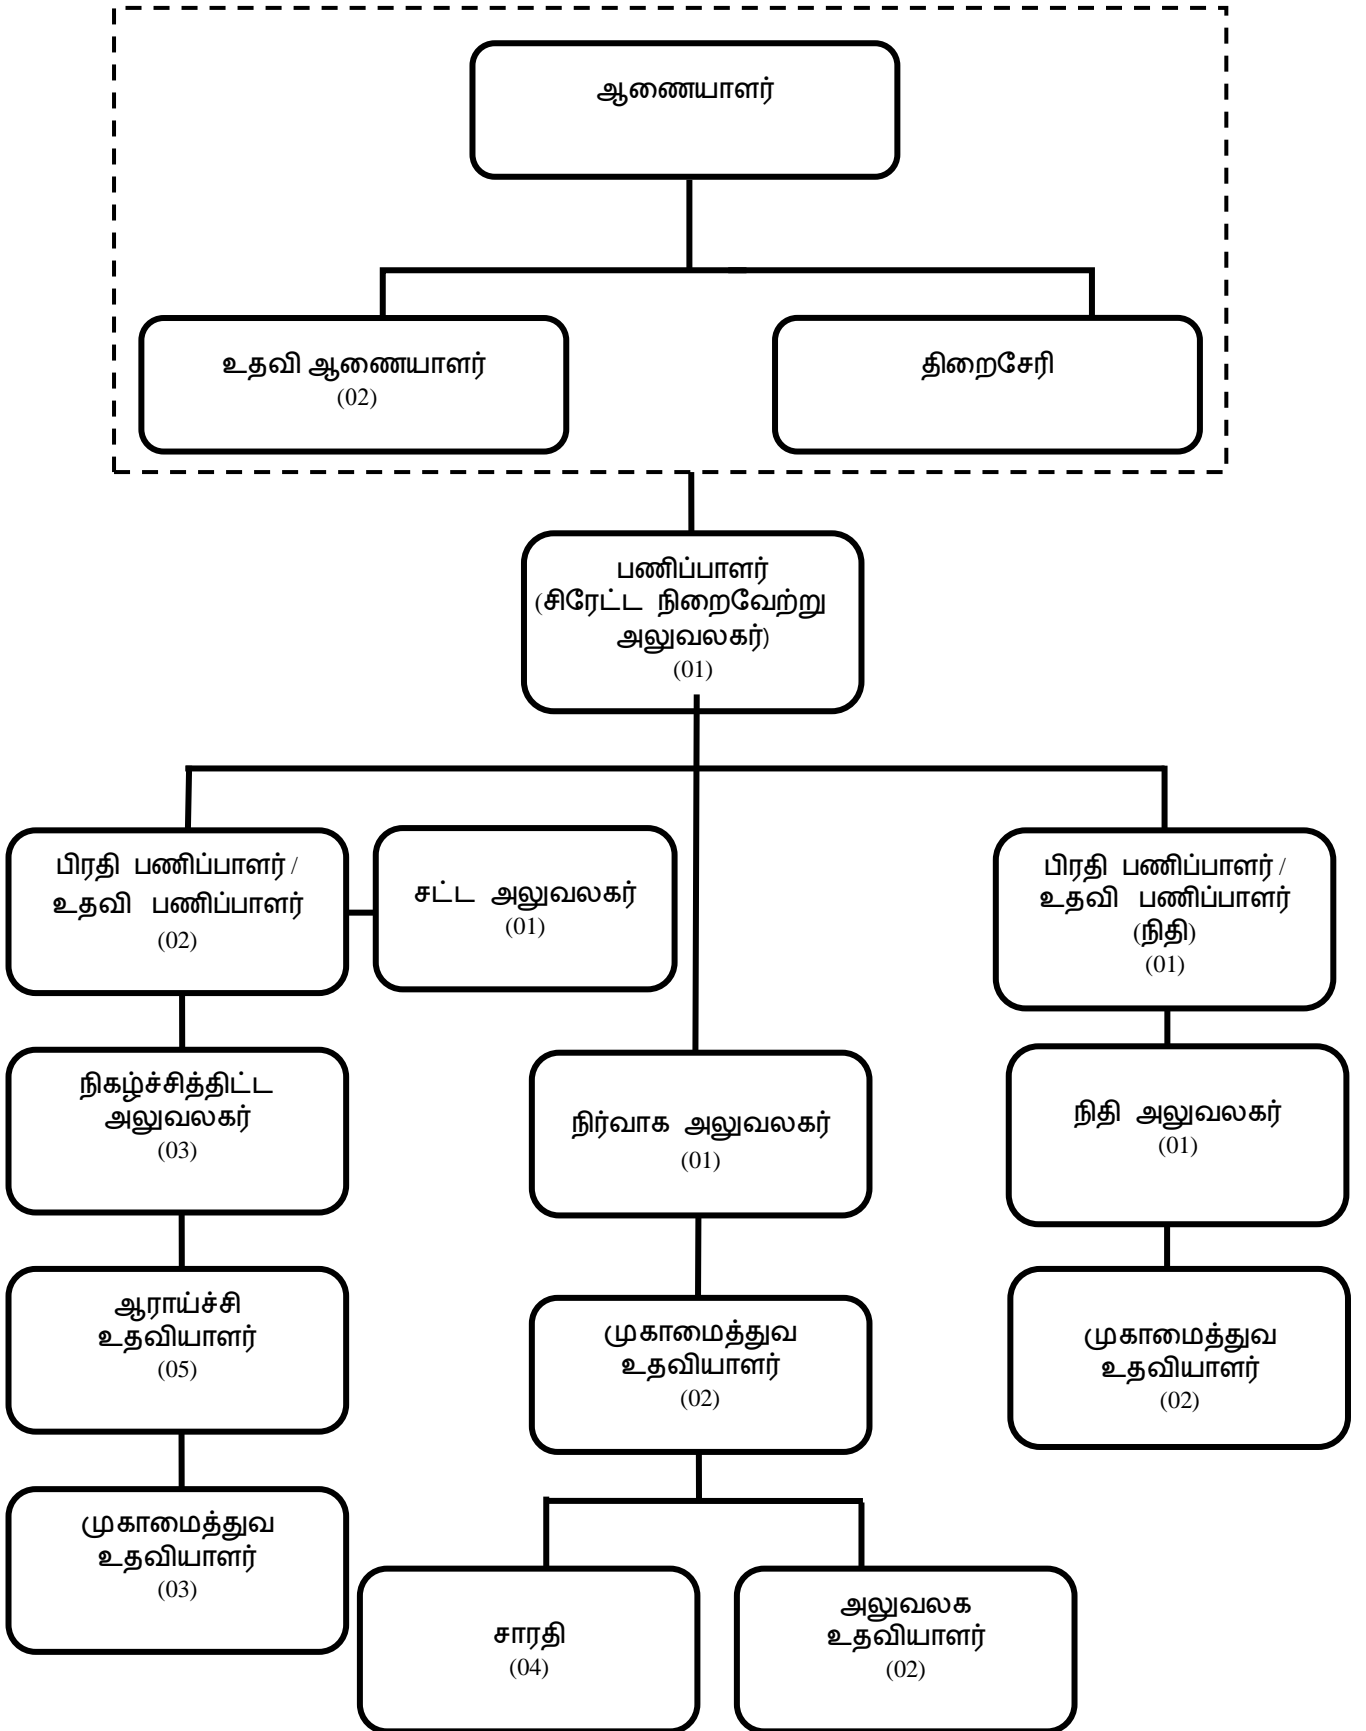 ஆணையாளர்
உதவி ஆணையாளர்
(02)
திறைசேரி
பணிப்பாளர்
(சிரேட்ட நிறைவேற்று
அலுவலகர்)
(01)
பிரதி பணிப்பாளர் /
உதவி பணிப்பாளர்
(02)
சட்ட அலுவலகர்
(01)
பிரதி பணிப்பாளர் /
உதவி பணிப்பாளர்
(நிதி)
(01)
நிகழ்ச்சித்திட்ட
அலுவலகர்
(03)
நிர்வாக அலுவலகர்
(01)
நிதி அலுவலகர்
(01)
ஆராய்ச்சி
உதவியாளர்
(05)
முகாமைத்துவ
உதவியாளர்
(02)
முகாமைத்துவ
உதவியாளர்
(02)
முகாமைத்துவ
உதவியாளர்
(03)
சாரதி
(04)
அலுவலக
உதவியாளர்
(02)